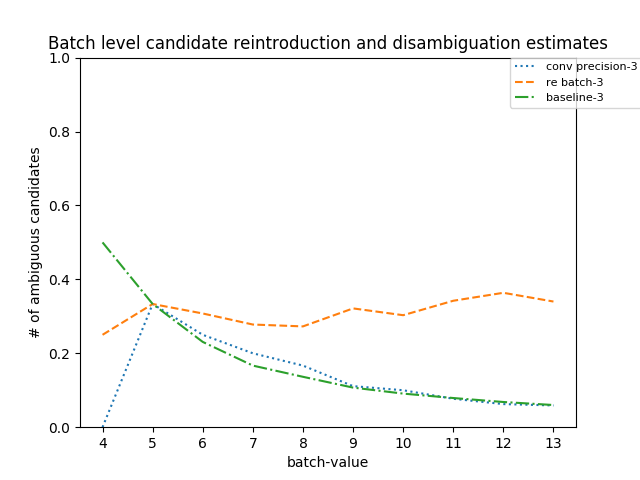 Batch level candidate reintroduction and disambiguation estimates
conv precision-3
re batch-3
baseline-3
# of ambiguous candidates
1.0
0.8
0.6
0.4
0.2
0.0
4 5 6 7 8 9 10 11 12 13
batch-value